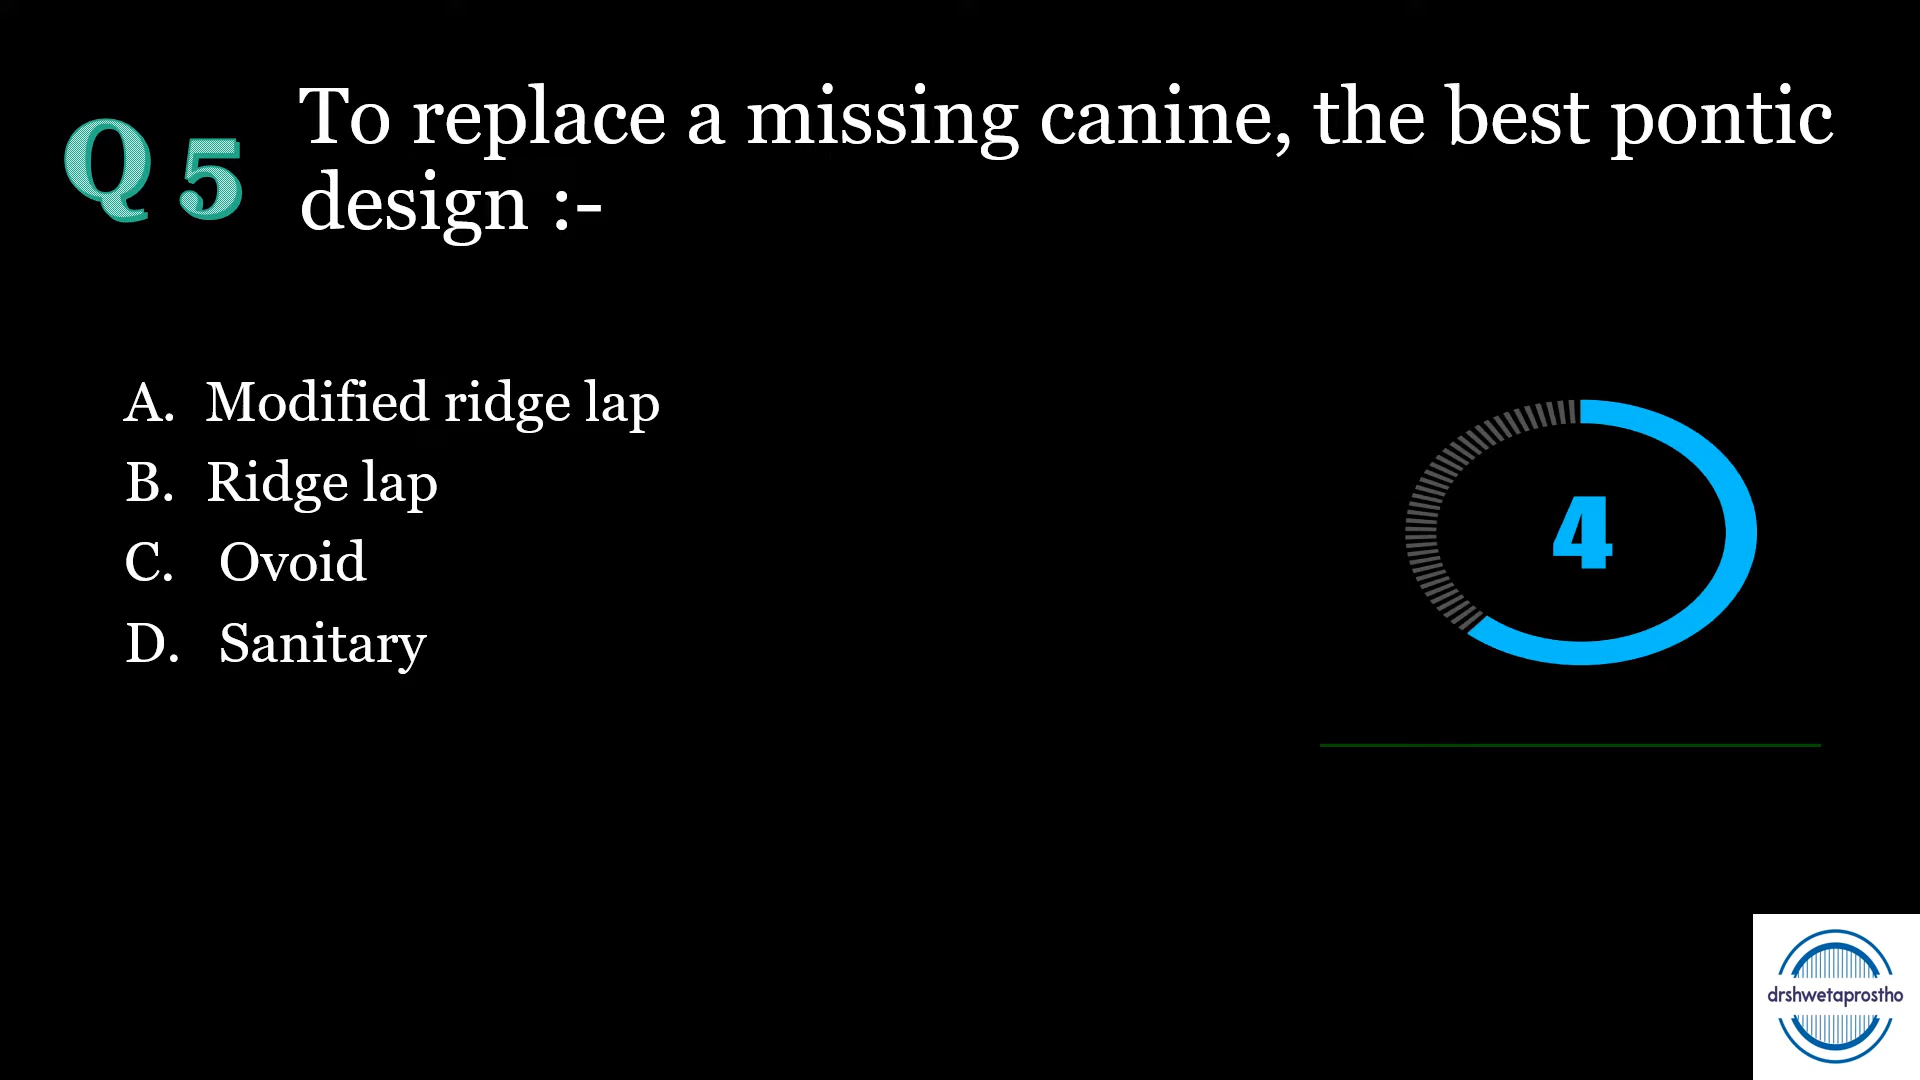 Q 5
To replace a missing canine, the best pontic
design :-
A. Modified ridge lap
B. Ridge lap
C. Ovoid
D. Sanitary
4
drshwetaprostho